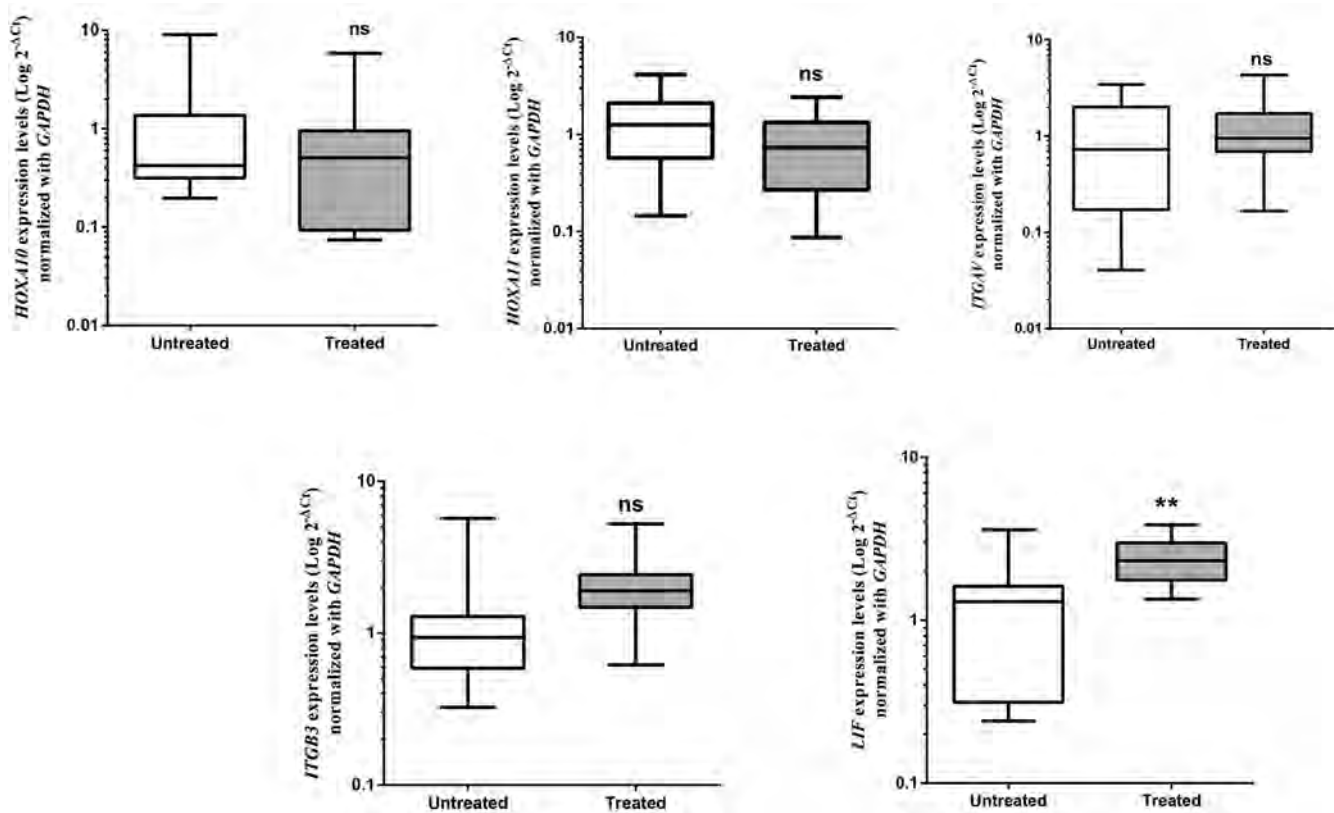 HOXA10 expression levels (Log 2^-ΔCt)
normalized with GAPDH
10
1
0.1
0.01
ns
Untreated
Treated
HOXA11 expression levels (Log 2^-ΔCt)
normalized with GAPDH
10
1
0.1
0.01
ns
Untreated
Treated
ITGAV expression levels (Log 2^-ΔCt)
normalized with GAPDH
10
1
0.1
0.01
ns
Untreated
Treated
ITGB3 expression levels (Log 2^-ΔCt)
normalized with GAPDH
10
1
0.1
ns
Untreated
Treated
LIF expression levels (Log 2^-ΔCt)
normalized with GAPDH
10
1
0.1
**
Untreated
Treated